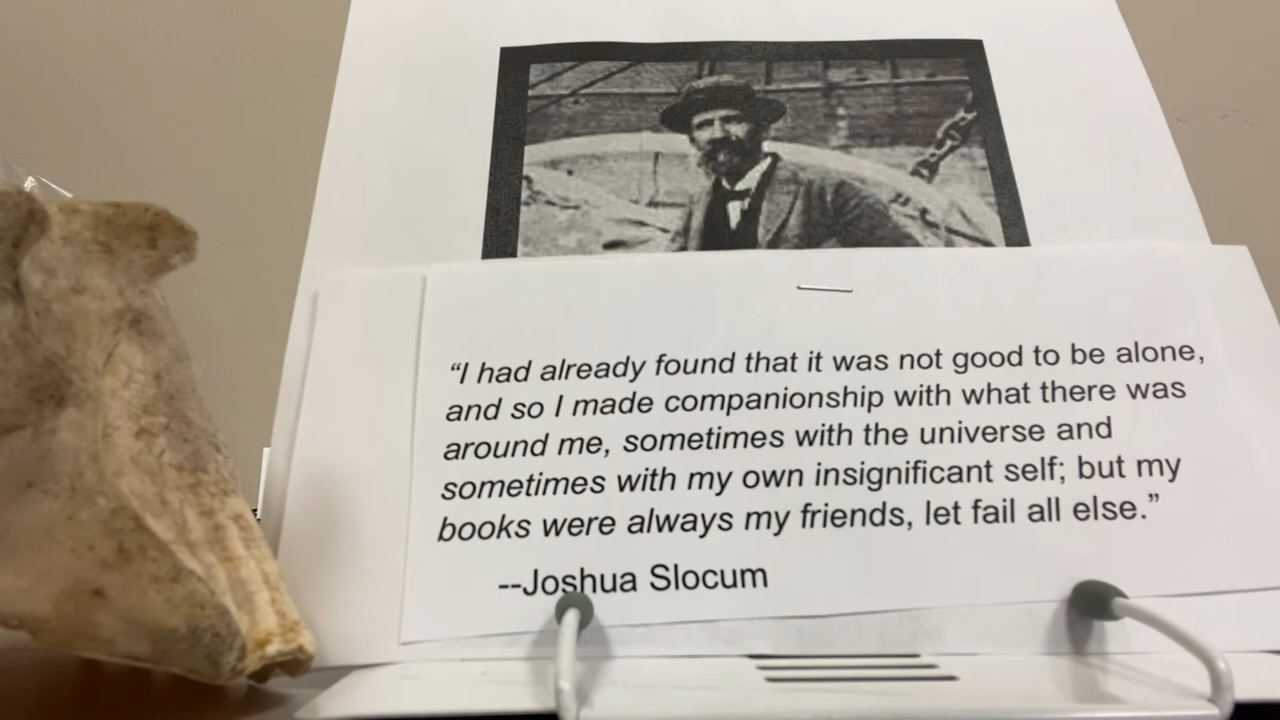 “I had already found that it was not good to be alone,
and so I made companionship with what there was
around me, sometimes with the universe and
sometimes with my own insignificant self; but my
books were always my friends, let fail all else.”
--Joshua Slocum